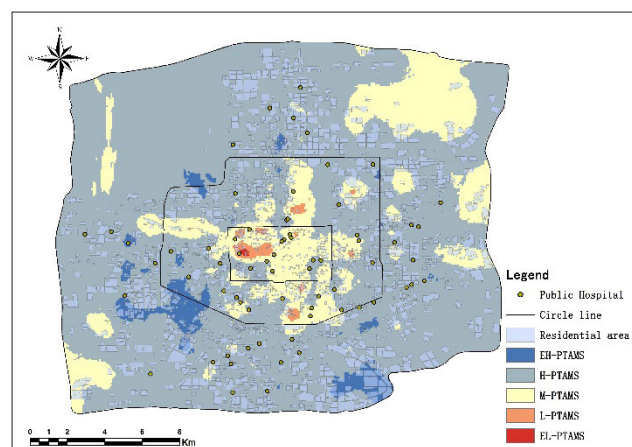 N
W
E
S
Legend
Public Hospital
Circle line
Residential area
EH-PTAMS
H-PTAMS
M-PTAMS
L-PTAMS
EL-PTAMS
0 1 2 4 6 8
Km